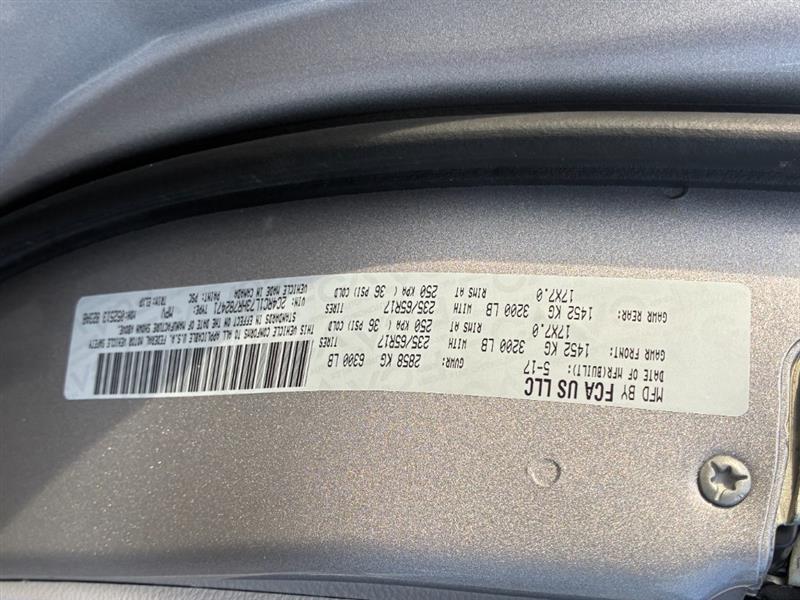 MFD BY FCA US LLC
DATE OF MFR(BUILT): 5-17 GVWR: 2858 KG 6300 LB
GAWR FRONT: 1452 KG 3200 LB WITH 235/65R17 TIRES
17X7.0 RIMS AT 250 KPA ( 36 PSI) COLD
GAWR REAR: 1452 KG 3200 LB WITH 235/65R17 TIRES
17X7.0 RIMS AT 250 KPA ( 36 PSI) COLD
THIS VEHICLE CONFORMS TO ALL APPLICABLE U.S.A. FEDERAL MOTOR VEHICLE SAFETY
STANDARDS IN EFFECT ON THE DATE OF MANUFACTURE SHOWN ABOVE.
VIN: 2C4RC1L73HR782471 TYPE: MPV
VEHICLE MADE IN CANADA PAINT: PSC TRIM: